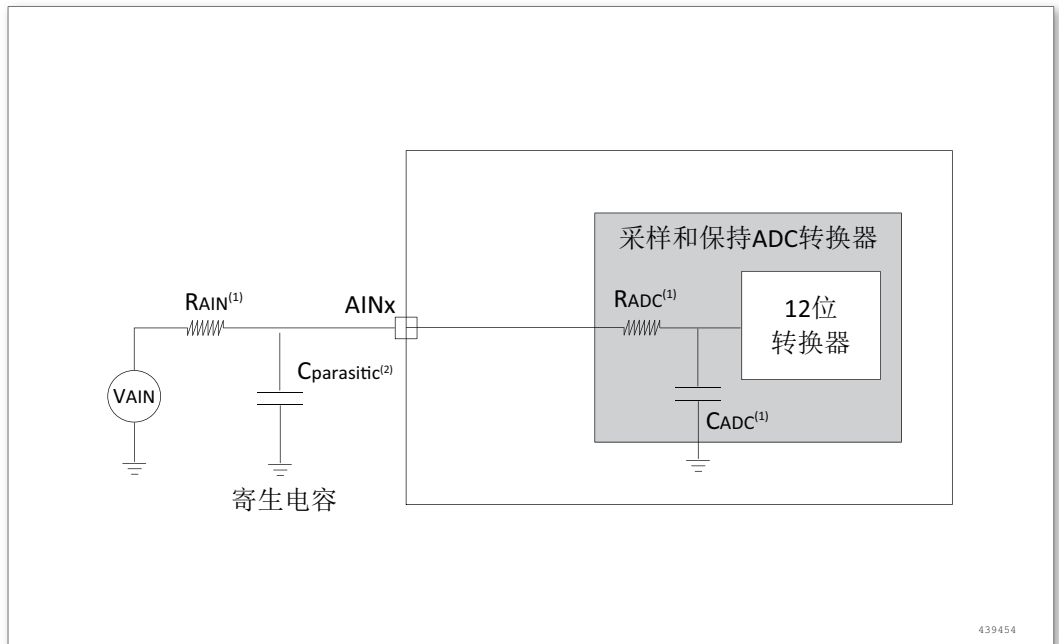 采样和保持ADC转换器
RAIN(1)
AINx
RADC(1)
12位
转换器
Cparasitic(2)
VAIN
CADC(1)
寄生电容
439454